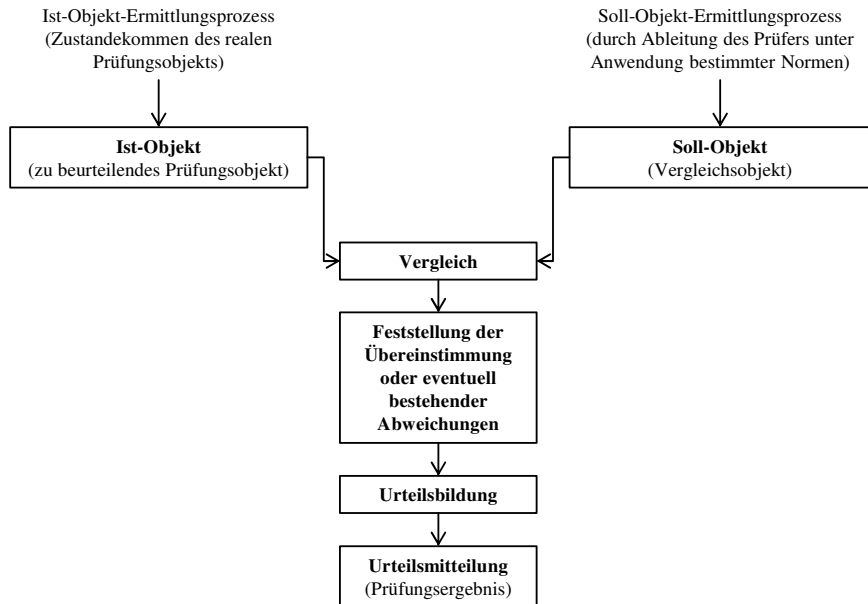 Ist-Objekt-Ermittlungsprozess
(Zustandekommen des realen
Prüfungsobjekts)
Soll-Objekt-Ermittlungsprozess
(durch Ableitung des Prüfers unter
Anwendung bestimmter Normen)
Ist-Objekt
(zu beurteilendes Prüfungsobjekt)
Soll-Objekt
(Vergleichsobjekt)
Vergleich
Feststellung der
Übereinstimmung
oder eventuell
bestehender
Abweichungen
Urteilsbildung
Urteilsmitteilung
(Prüfungsergebnis)